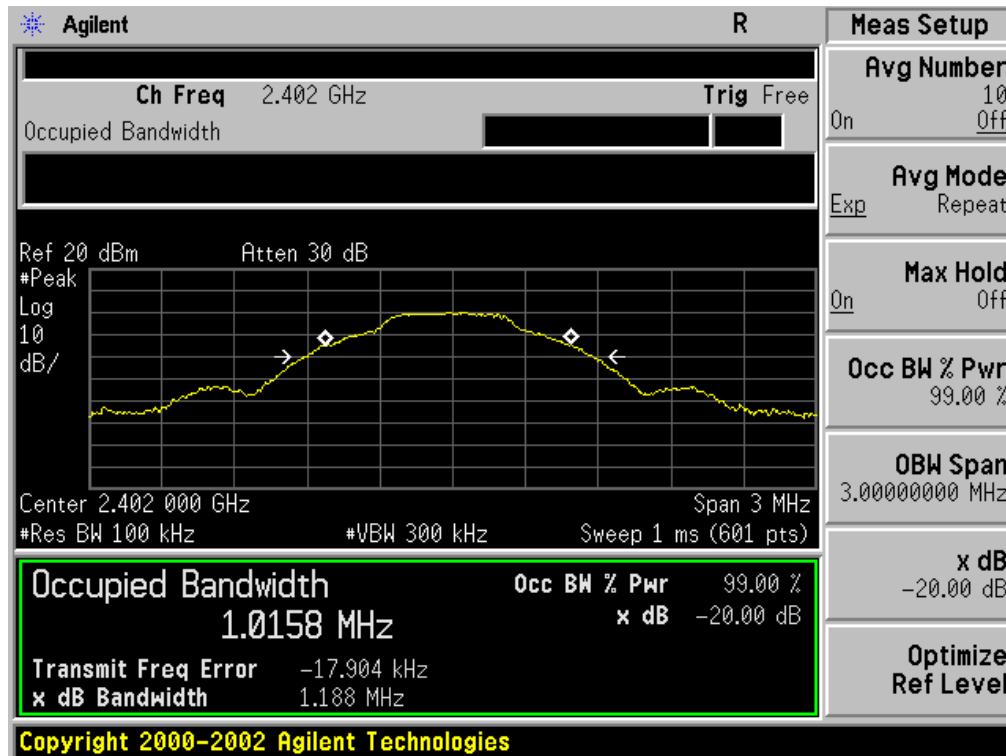 Agilent R Meas Setup
Ch Freq 2.402 GHz Trig Free
Occupied Bandwidth
Ref 20 dBm Atten 30 dB
#Peak
Log
10
dB/
Center 2.402 000 GHz Span 3 MHz
#Res BW 100 kHz #VBW 300 kHz Sweep 1 ms (601 pts)
Occupied Bandwidth Occ BW % Pwr 99.00 %
1.0158 MHz x dB -20.00 dB
Transmit Freq Error -17.904 kHz
x dB Bandwidth 1.188 MHz
Copyright 2000-2002 Agilent Technologies
Avg Number
10
On Off
Avg Mode
Exp Repeat
Max Hold
On Off
Occ BW % Pwr
99.00 %
OBW Span
3.00000000 MHz
x dB
-20.00 dB
Optimize
Ref Level